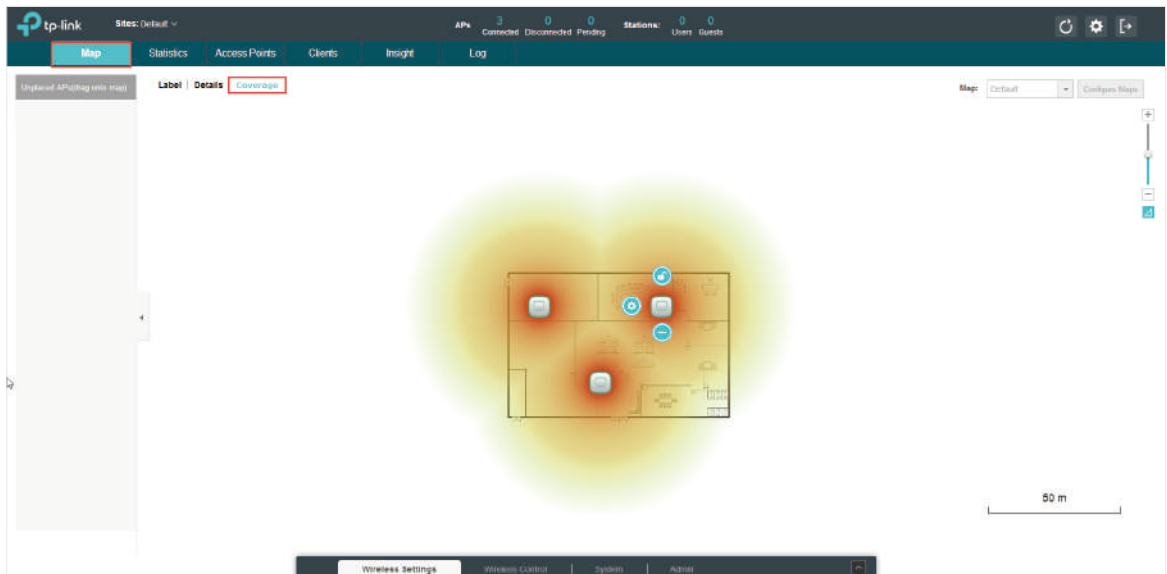 tp-link Sites: Default APs 3 0 0 Stations: 0 0
Connected Disconnected Pending Users Guests
Map Statistics Access Points Clients Insight Log
Unplaced APs(drag onto map) Label | Details Coverage Map: Default Configure Maps
50 m
Wireless Settings Wireless Control | System | Admin